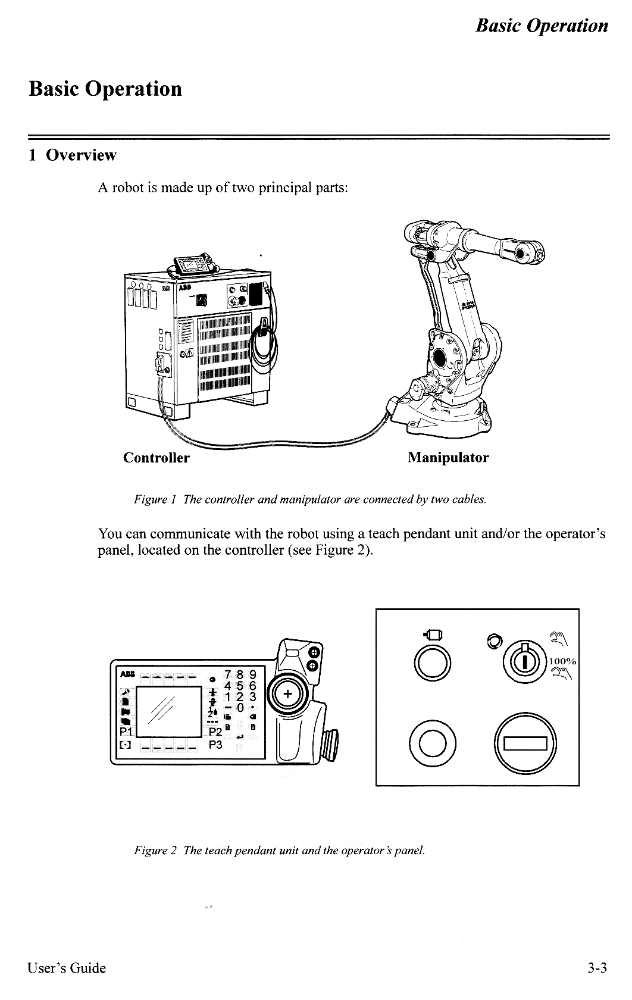 Basic Operation
Basic Operation
1 Overview
A robot is made up of two principal parts:
ABB
Controller
Manipulator
Figure 1 The controller and manipulator are connected by two cables.
You can communicate with the robot using a teach pendant unit and/or the operator's
panel, located on the controller (see Figure 2).
ABB
7 8 9
4 5 6
1 2 3
- 0 .
1
2
P1
P2
P3
100%
Figure 2 The teach pendant unit and the operator's panel.
User's Guide
3-3